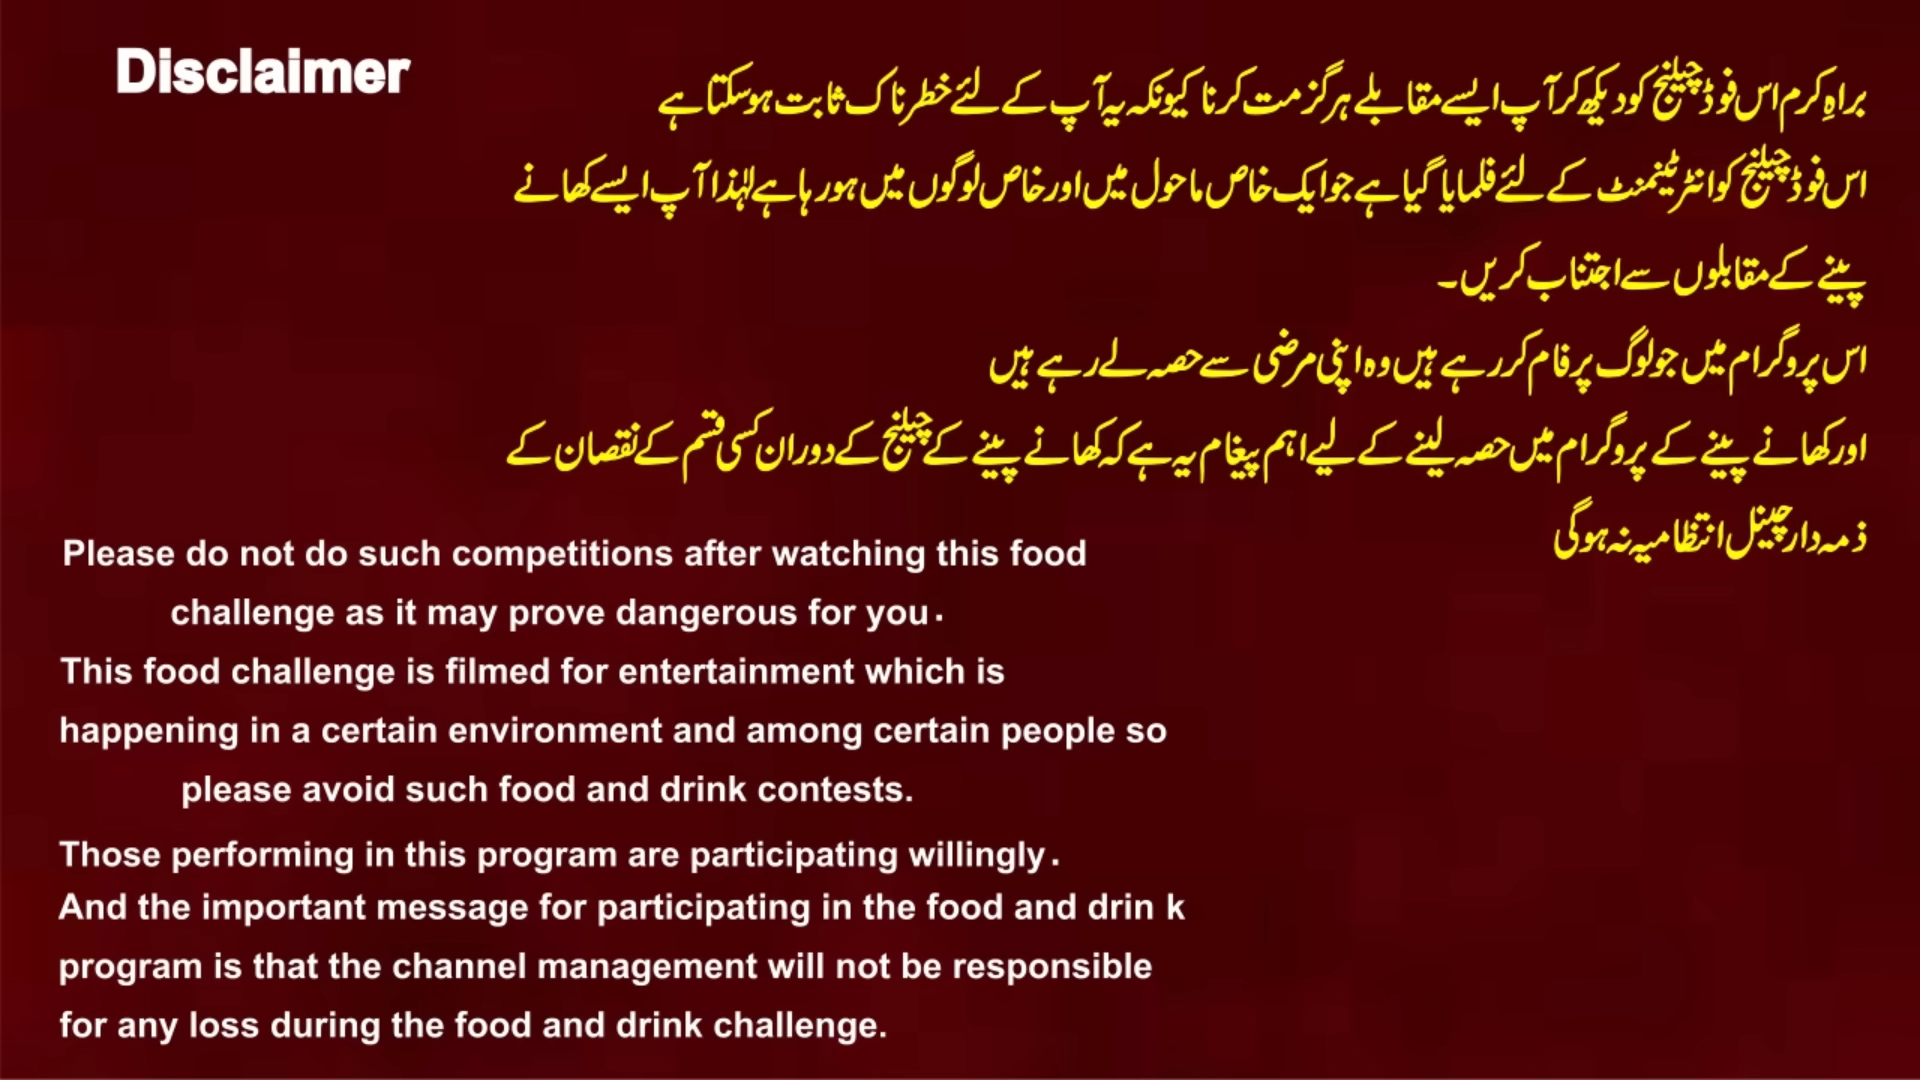 Disclaimer
براہِ کرم اس فوڈ چیلنج کو دیکھ کر آپ ایسے مقابلے ہرگز مت کرنا کیونکہ یہ آپ کے لئے خطرناک ثابت ہوسکتا ہے
اس فوڈ چیلنج کو انٹرٹینمنٹ کے لئے فلمایا گیا ہے جو ایک خاص ماحول میں اور خاص لوگوں میں ہورہا ہے لہٰذا آپ ایسے کھانے
پینے کے مقابلوں سے اجتناب کریں۔
اس پروگرام میں جو لوگ پرفام کررہے ہیں وہ اپنی مرضی سے حصہ لے رہے ہیں
اور کھانے پینے کے پروگرام میں حصہ لینے کے لیے اہم پیغام یہ ہے کہ کھانے پینے کے چیلنج کے دوران کسی قسم کے نقصان کے
ذمہ دار چینل انتظامیہ نہ ہوگی
Please do not do such competitions after watching this food
challenge as it may prove dangerous for you.
This food challenge is filmed for entertainment which is
happening in a certain environment and among certain people so
please avoid such food and drink contests.
Those performing in this program are participating willingly.
And the important message for participating in the food and drin k
program is that the channel management will not be responsible
for any loss during the food and drink challenge.